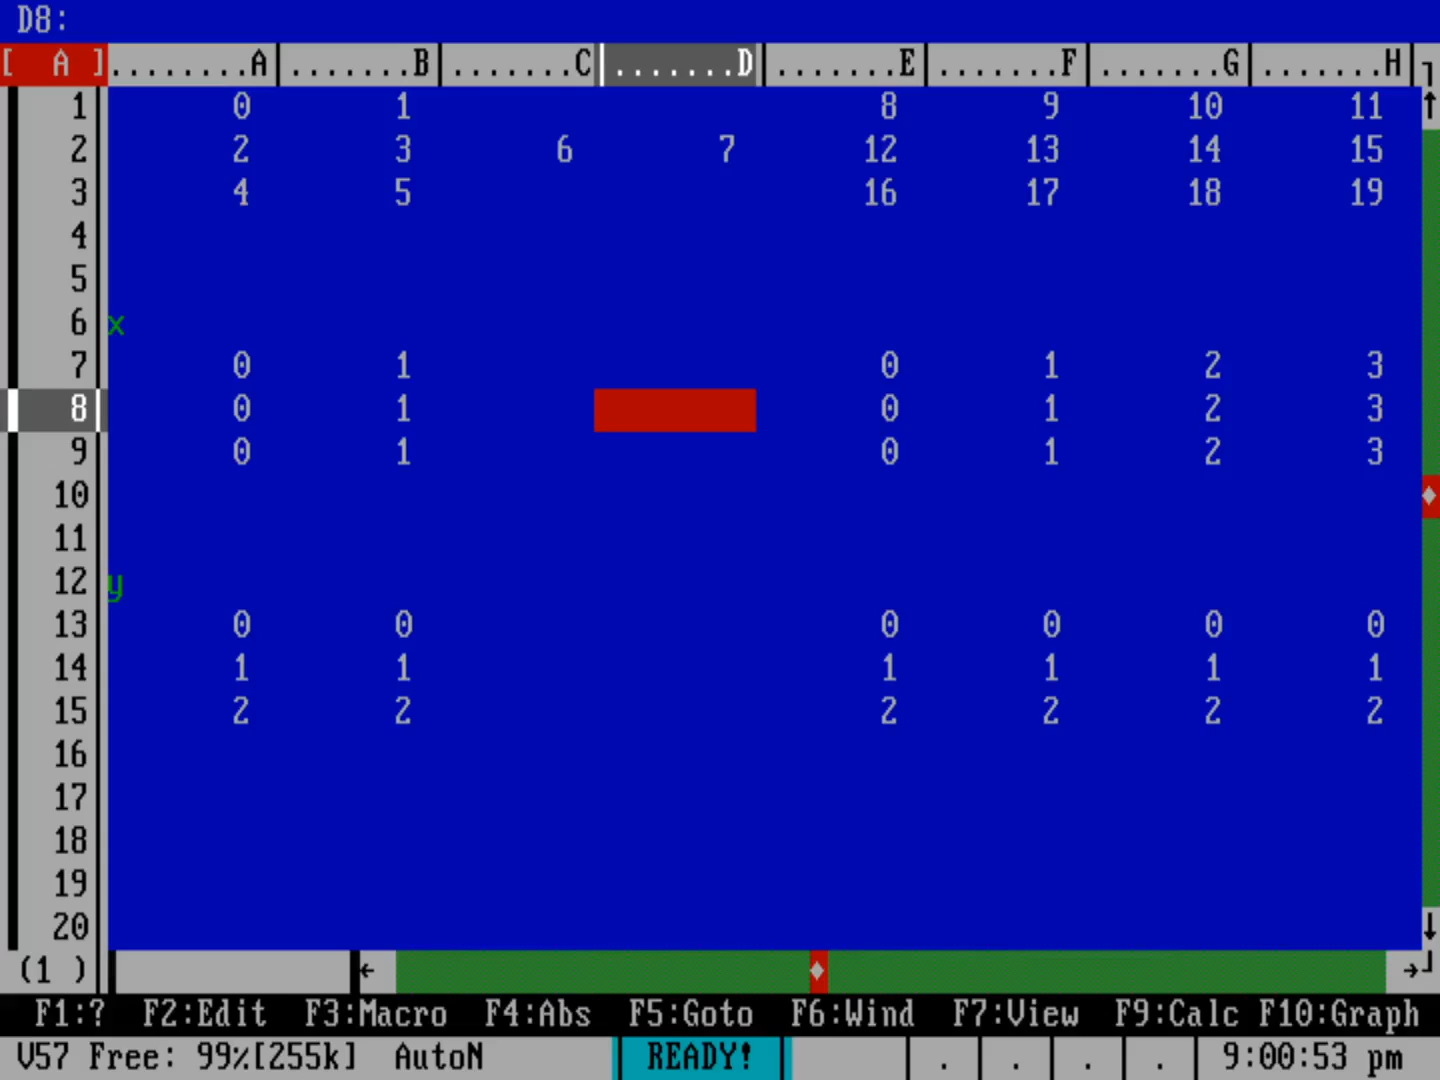 D8:
[ A ]........A .......B .......C .......D .......E .......F .......G .......H ┐
1 0 1 8 9 10 11 ↑
2 2 3 6 7 12 13 14 15
3 4 5 16 17 18 19
4
5
6 x
7 0 1 0 1 2 3
8 0 1 0 1 2 3
9 0 1 0 1 2 3
10
11
12 y
13 0 0 0 0 0 0
14 1 1 1 1 1 1
15 2 2 2 2 2 2
16
17
18
19
20 ↓
(1 ) ← →┘
F1:? F2:Edit F3:Macro F4:Abs F5:Goto F6:Wind F7:View F9:Calc F10:Graph
V57 Free: 99%[255k] AutoN READY! . . . . 9:00:53 pm